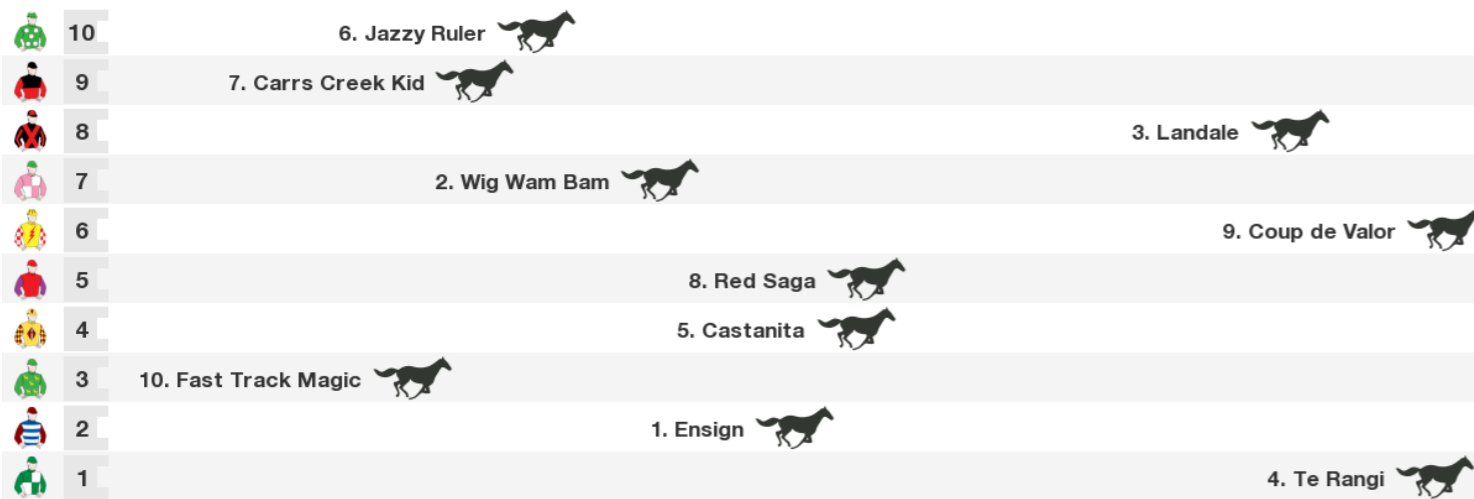 10 6. Jazzy Ruler
9 7. Carrs Creek Kid
8 3. Landale
7 2. Wig Wam Bam
6 9. Coup de Valor
5 8. Red Saga
4 5. Castanita
3 10. Fast Track Magic
2 1. Ensign
1 4. Te Rangi